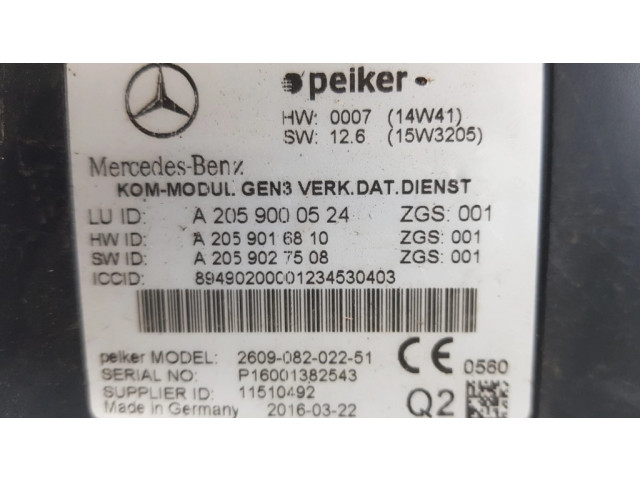 peiker
HW: 0007 (14W41)
SW: 12.6 (15W3205)
Mercedes-Benz
KOM-MODUL GEN3 VERK.DAT.DIENST
LU ID: A 205 900 05 24 ZGS: 001
HW ID: A 205 901 68 10 ZGS: 001
SW ID: A 205 902 75 08 ZGS: 001
ICCID: 89490200001234530403
peiker MODEL: 2609-082-022-51
SERIAL NO: P16001382543
SUPPLIER ID: 11510492
Made in Germany 2016-03-22
CE 0560
Q2